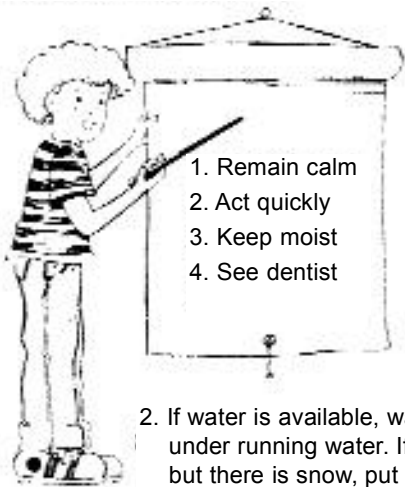 1. Remain calm
2. Act quickly
3. Keep moist
4. See dentist
2. If water is available,
under running water.
but there is snow, put